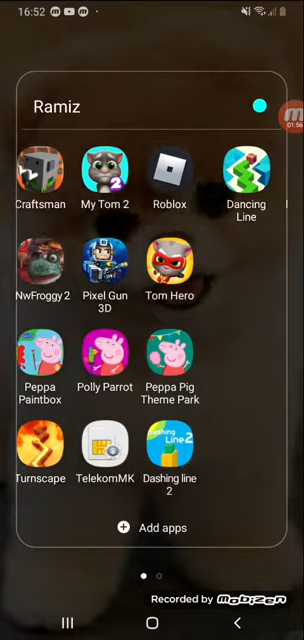 16:52
Ramiz
1:56
Craftsman
My Tom 2
Roblox
Dancing
Line
NwFroggy 2
Pixel Gun
3D
Tom Hero
Peppa
Paintbox
Polly Parrot
Peppa Pig
Theme Park
Turnscape
TelekomMK
Dashing line
2
Add apps
Recorded by mobizen